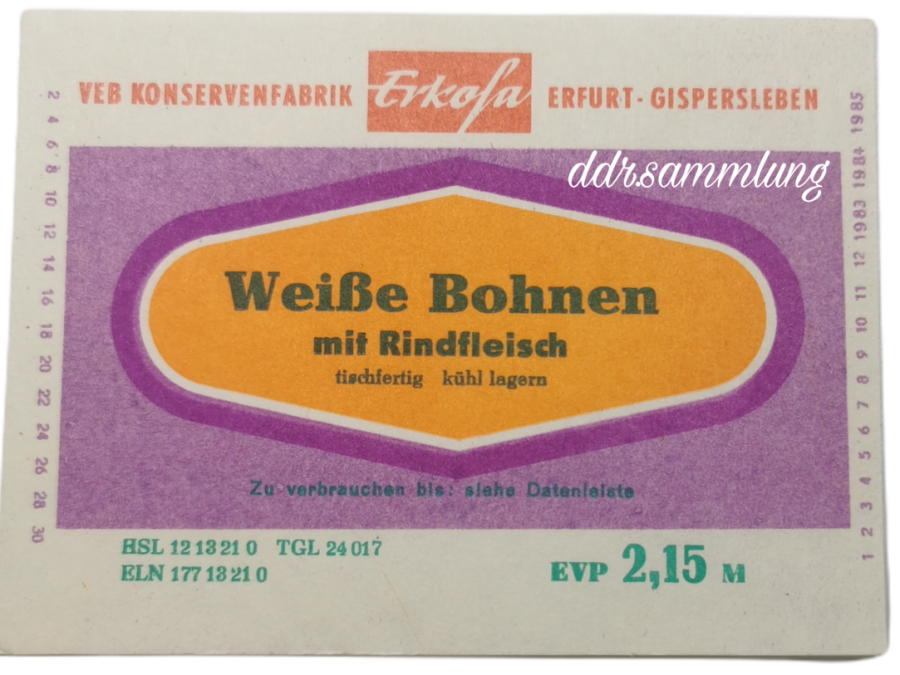 VEB KONSERVENFABRIK Erkofa ERFURT-GISPERSLEBEN
ddr.sammlung
Weiße Bohnen
mit Rindfleisch
tischfertig kühl lagern
Zu verbrauchen bis: siehe Datenleiste
HSL 12 13 21 0 TGL 24 017
ELN 177 13 21 0
EVP 2,15 M
2 4 6 8 10 12 14 16 18 20 22 24 26 28 30
1 2 3 4 5 6 7 8 9 10 11 12 1983 1984 1985